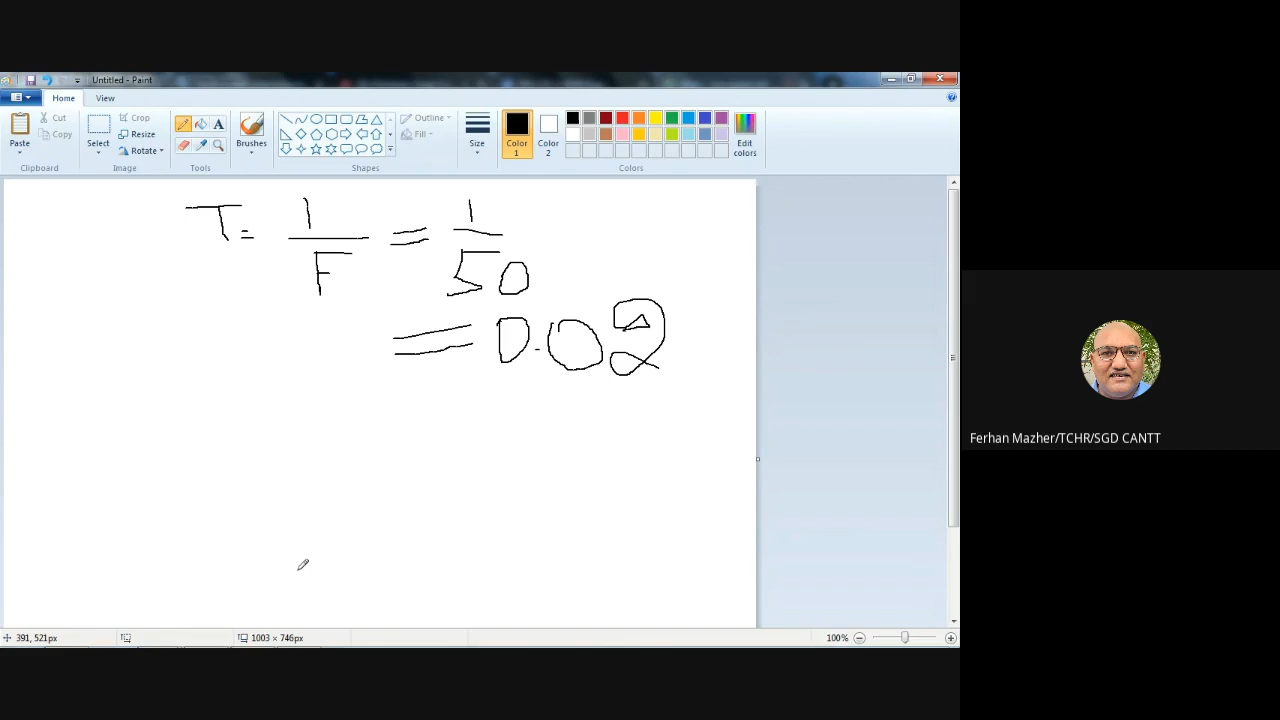 Untitled - Paint
Home View
Paste
Cut
Copy
Clipboard
Select
Crop
Resize
Rotate
Image
A
Tools
Brushes
Shapes
Outline
Fill
Size
Color 1
Color 2
Edit colors
Colors
T = 1/F = 1/50
= 0.02
Ferhan Mazher/TCHR/SGD CANTT
391, 521px
1003 × 746px
100%